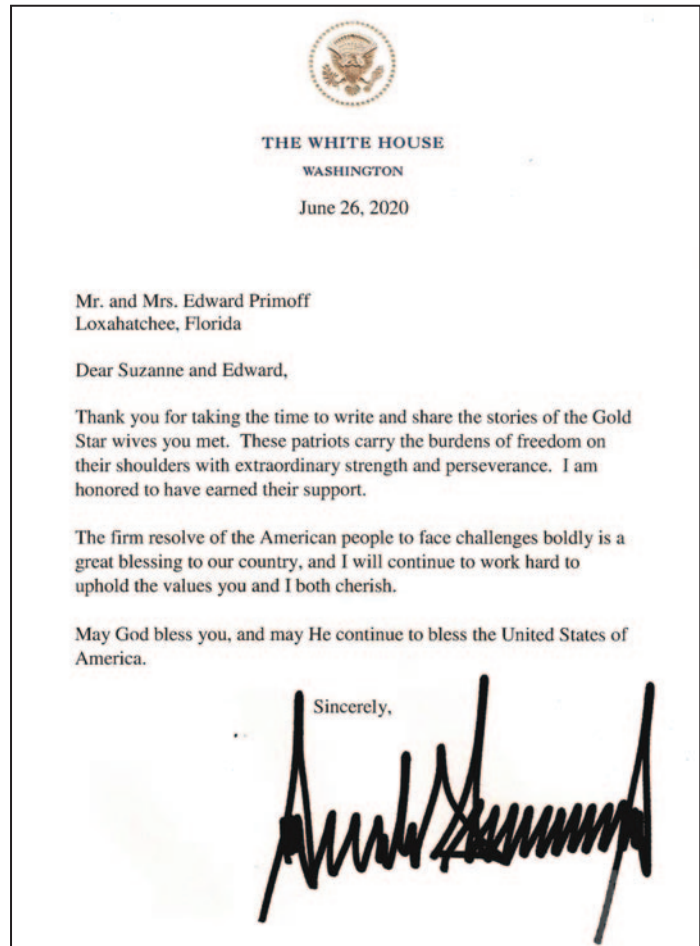 THE WHITE HOUSE
WASHINGTON
June 26, 2020
Mr. and Mrs. Edward Primoff
Loxahatchee, Florida
Dear Suzanne and Edward,
Thank you for taking the time to write and share the stories of the Gold
Star wives you met. These patriots carry the burdens of freedom on
their shoulders with extraordinary strength and perseverance. I am
honored to have earned their support.
The firm resolve of the American people to face challenges boldly is a
great blessing to our country, and I will continue to work hard to
uphold the values you and I both cherish.
May God bless you, and may He continue to bless the United States of
America.
Sincerely,